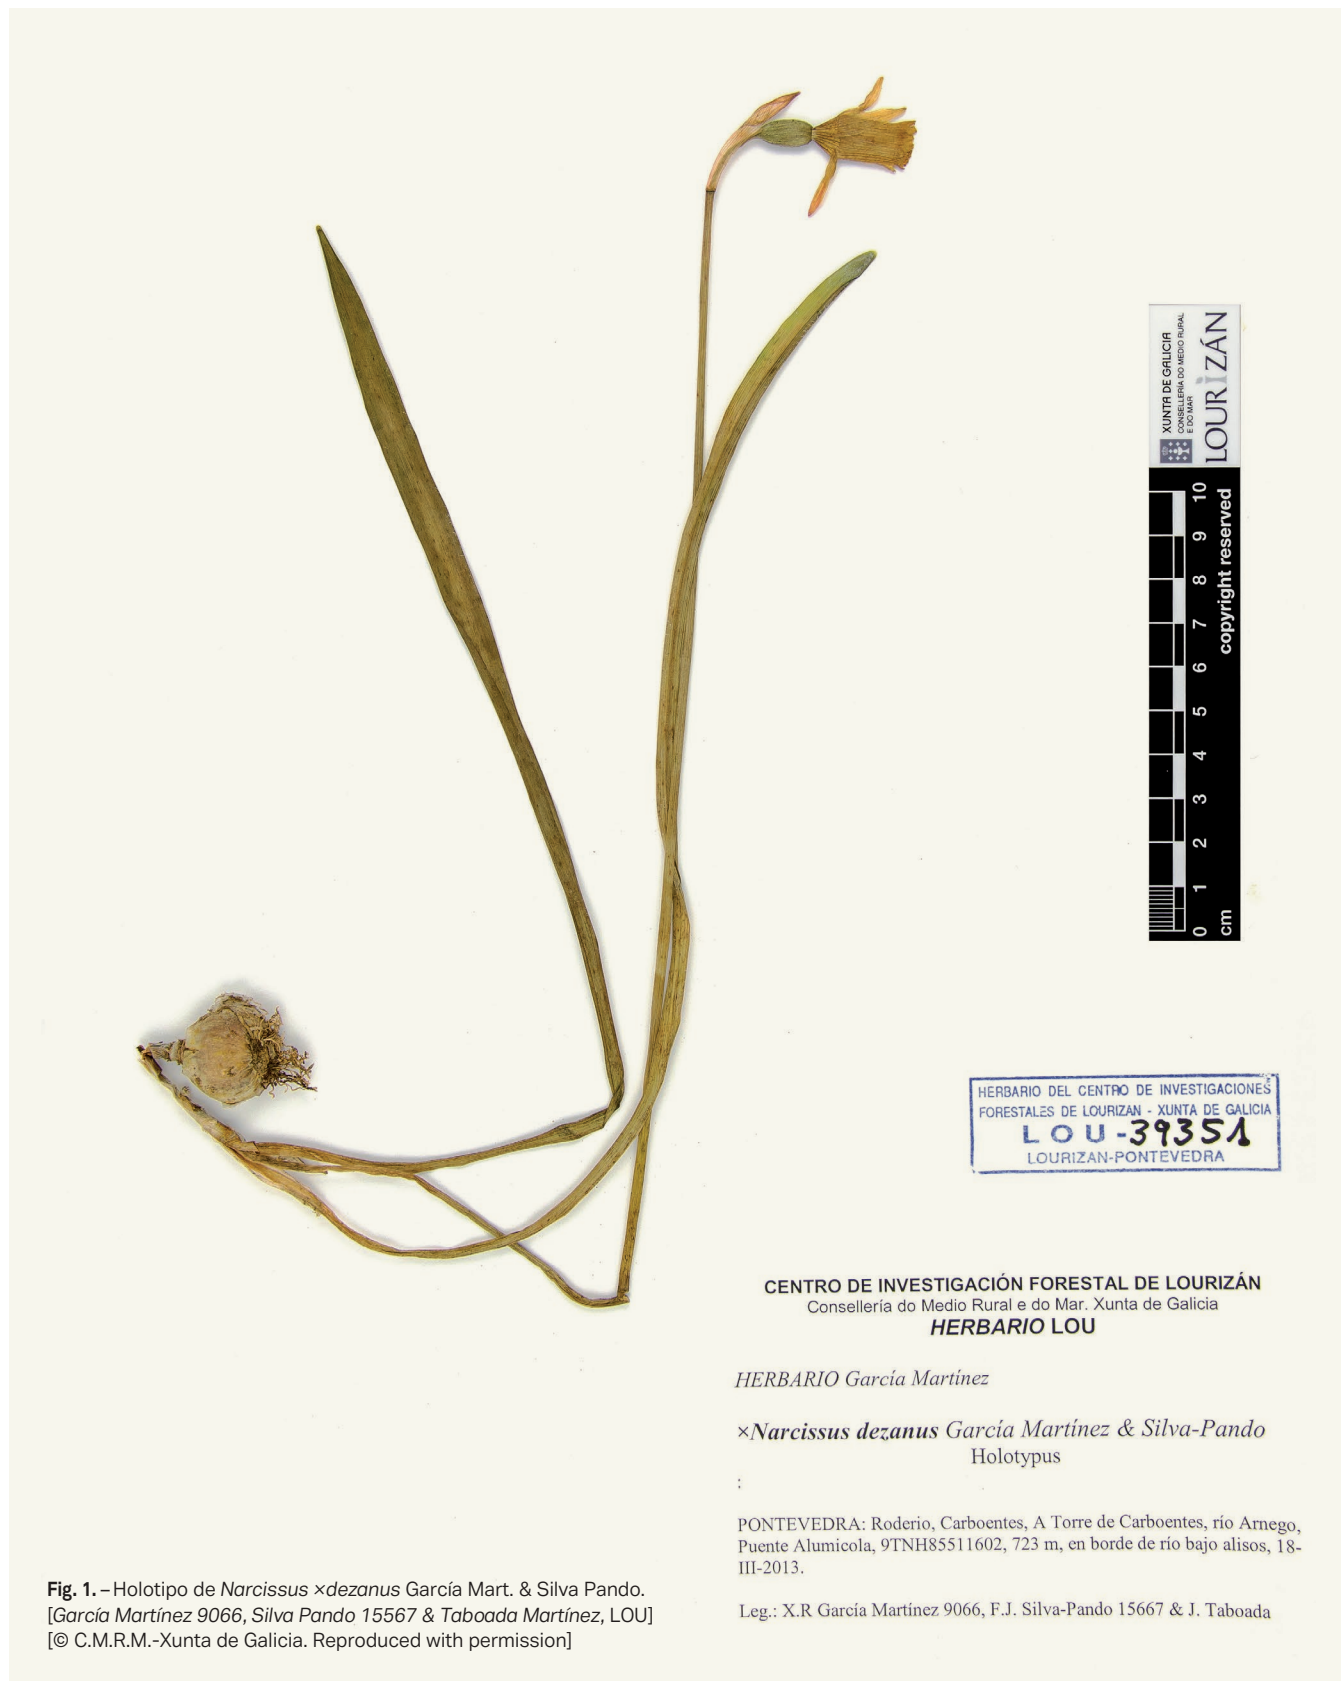 XUNTA DE GALICIA
CONSELLERÍA DO MEDIO RURAL
E DO MAR
LOURIZÁN
10
9
8
7
6
5
4
3
2
1
0
cm
copyright reserved
HERBARIO DEL CENTRO DE INVESTIGACIONES
FORESTALES DE LOURIZAN - XUNTA DE GALICIA
LOU-39351
LOURIZAN-PONTEVEDRA
CENTRO DE INVESTIGACIÓN FORESTAL DE LOURIZÁN
Consellería do Medio Rural e do Mar. Xunta de Galicia
HERBARIO LOU
HERBARIO García Martínez
×Narcissus dezanus García Martínez & Silva-Pando
Holotypus
:
PONTEVEDRA: Roderio, Carboentes, A Torre de Carboentes, río Arnego,
Puente Alumicola, 9TNH85511602, 723 m, en borde de río bajo alisos, 18-
III-2013.
Leg.: X.R García Martínez 9066, F.J. Silva-Pando 15667 & J. Taboada
Fig. 1. – Holotipo de Narcissus ×dezanus García Mart. & Silva Pando.
[García Martínez 9066, Silva Pando 15567 & Taboada Martínez, LOU]
[© C.M.R.M.-Xunta de Galicia. Reproduced with permission]